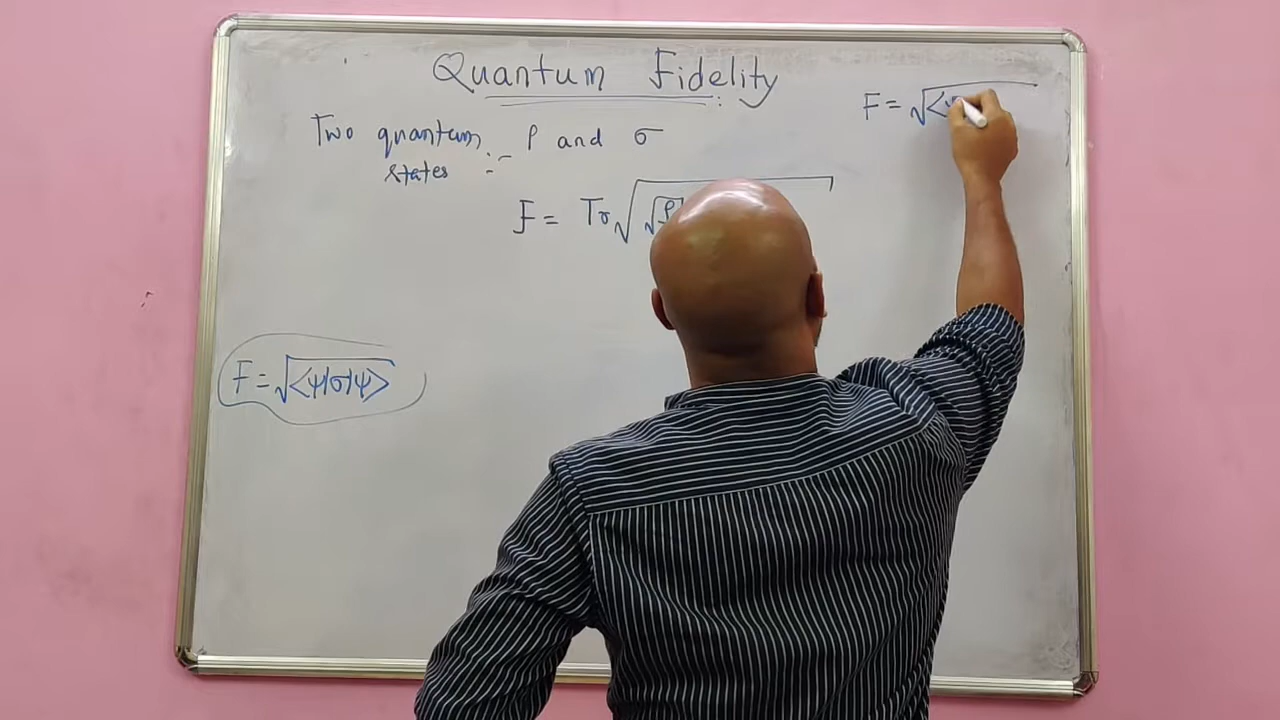 Quantum Fidelity
Two quantum states :- ρ and σ
F = Tr√√ρ
F = √<ψ
F = √<ψ|σ|ψ>